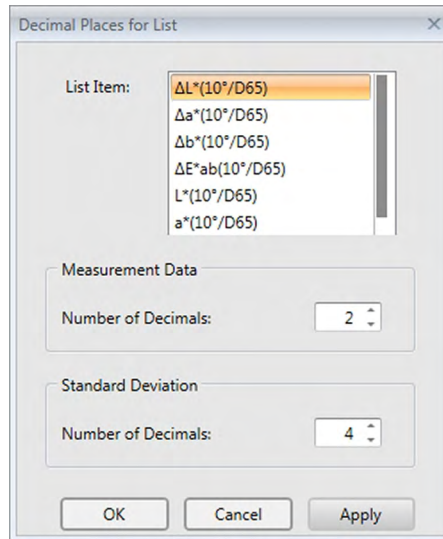 Decimal Places for List
List Item:
ΔL*(10°/D65)
Δa*(10°/D65)
Δb*(10°/D65)
ΔE*ab(10°/D65)
L*(10°/D65)
a*(10°/D65)
Measurement Data
Number of Decimals: 2
Standard Deviation
Number of Decimals: 4
OK Cancel Apply